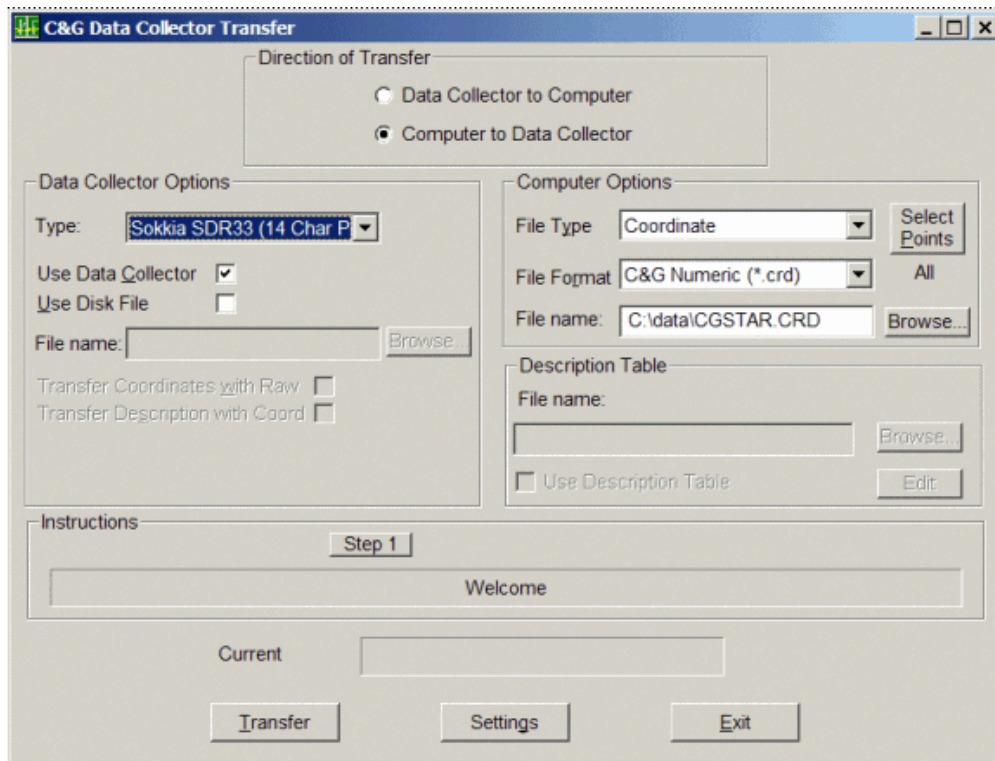 C&G Data Collector Transfer
Direction of Transfer
Data Collector to Computer
Computer to Data Collector
Data Collector Options
Type: Sokkia SDR33 (14 Char P
Use Data Collector
Use Disk File
File name: Browse...
Transfer Coordinates with Raw
Transfer Description with Coord
Computer Options
File Type Coordinate
Select Points
File Format C&G Numeric (*.crd)
All
File name: C:\data\CGSTAR.CRD Browse...
Description Table
File name:
Browse...
Use Description Table Edit
Instructions
Step 1
Welcome
Current
Transfer Settings Exit